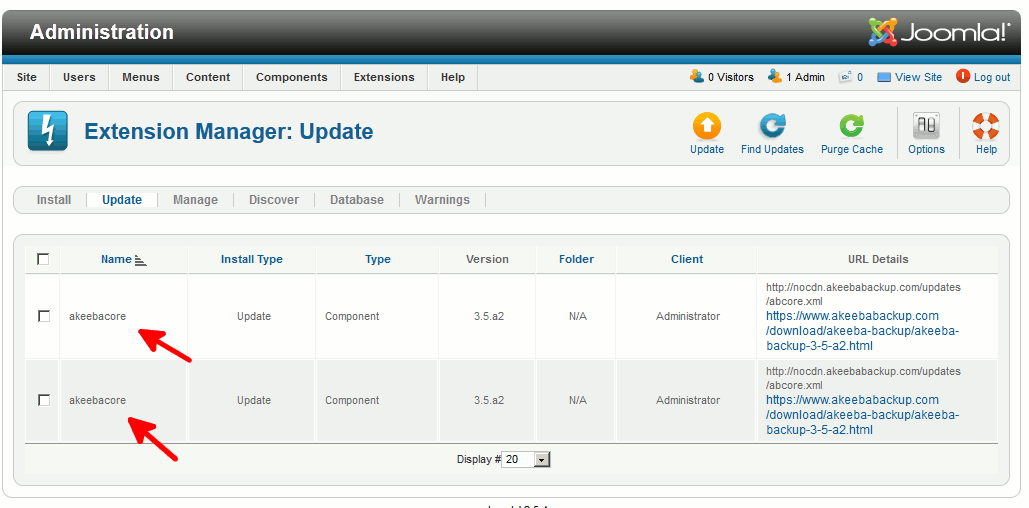 Administration
Joomla!
Site Users Menus Content Components Extensions Help 0 Visitors 1 Admin 0 View Site Log out
Extension Manager: Update
Update Find Updates Purge Cache Options Help
Install Update Manage Discover Database Warnings
Name Install Type Type Version Folder Client URL Details
akeebacore Update Component 3.5.a2 N/A Administrator
http://nocdn.akeebabackup.com/updates
/abcore.xml
https://www.akeebabackup.com
/download/akeeba-backup/akeeba-
backup-3-5-a2.html
akeebacore Update Component 3.5.a2 N/A Administrator
http://nocdn.akeebabackup.com/updates
/abcore.xml
https://www.akeebabackup.com
/download/akeeba-backup/akeeba-
backup-3-5-a2.html
Display # 20